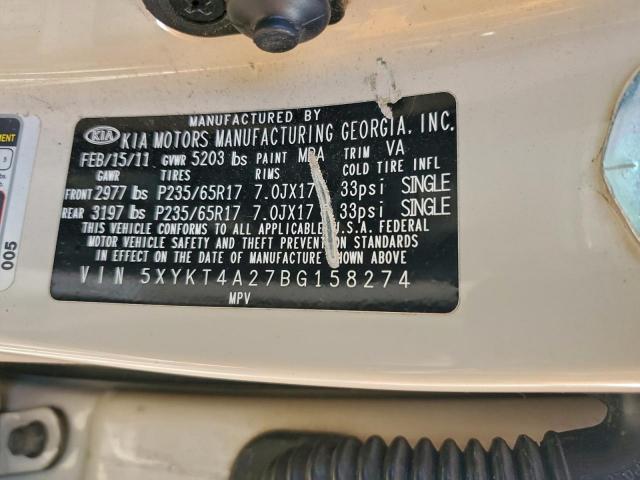 MANUFACTURED BY
KIA KIA MOTORS MANUFACTURING GEORGIA, INC.
FEB/15/11 GVWR 5203 lbs PAINT TRIM VA
GAWR TIRES RIMS COLD TIRE INFL
FRONT 2977 lbs P235/65R17 7.0JX17 33psi SINGLE
REAR 3197 lbs P235/65R17 7.0JX17 33psi SINGLE
THIS VEHICLE CONFORMS TO ALL APPLICABLE U.S.A. FEDERAL
MOTOR VEHICLE SAFETY AND THEFT PREVENTION STANDARDS
IN EFFECT ON THE DATE OF MANUFACTURE SHOWN ABOVE.
VIN 5XYKT4A27BG158274
MPV
005